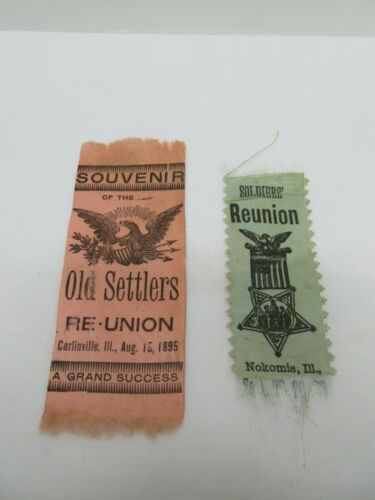 SOUVENIR
OF THE
Old Settlers
RE-UNION
Carlinville, Ill., Aug. 15, 1895
A GRAND SUCCESS
SOLDIERS'
Reunion
Nokomis, Ill.,